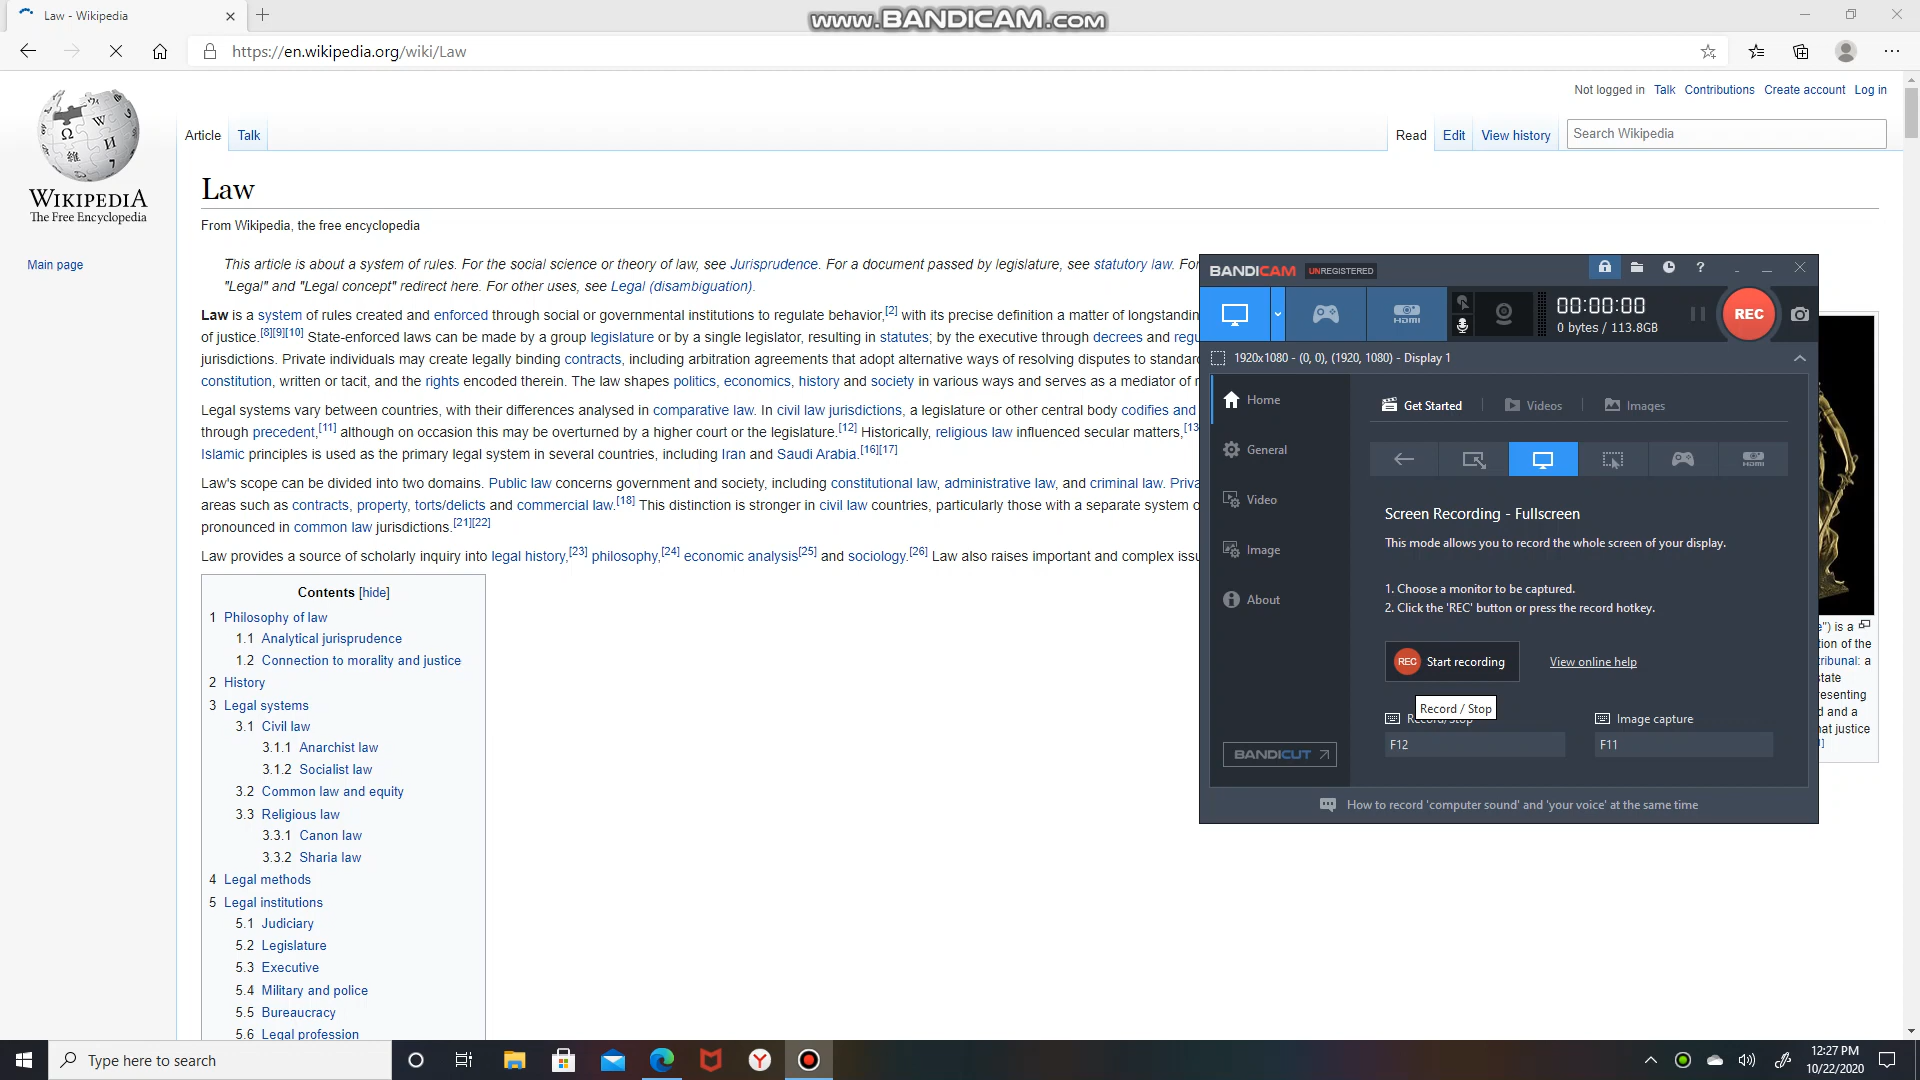 Law - Wikipedia
www.BANDICAM.com
https://en.wikipedia.org/wiki/Law
Not logged in Talk Contributions Create account Log in
Article Talk
Read Edit View history Search Wikipedia
WIKIPEDIA
The Free Encyclopedia
Main page
Law
From Wikipedia, the free encyclopedia
This article is about a system of rules. For the social science or theory of law, see Jurisprudence. For a document passed by legislature, see statutory law. For
"Legal" and "Legal concept" redirect here. For other uses, see Legal (disambiguation).
Law is a system of rules created and enforced through social or governmental institutions to regulate behavior,[2] with its precise definition a matter of longstandin
of justice.[8][9][10] State-enforced laws can be made by a group legislature or by a single legislator, resulting in statutes; by the executive through decrees and regu
jurisdictions. Private individuals may create legally binding contracts, including arbitration agreements that adopt alternative ways of resolving disputes to standar
constitution, written or tacit, and the rights encoded therein. The law shapes politics, economics, history and society in various ways and serves as a mediator of r
Legal systems vary between countries, with their differences analysed in comparative law. In civil law jurisdictions, a legislature or other central body codifies and
through precedent,[11] although on occasion this may be overturned by a higher court or the legislature.[12] Historically, religious law influenced secular matters,[13
Islamic principles is used as the primary legal system in several countries, including Iran and Saudi Arabia.[16][17]
Law's scope can be divided into two domains. Public law concerns government and society, including constitutional law, administrative law, and criminal law. Priva
areas such as contracts, property, torts/delicts and commercial law.[18] This distinction is stronger in civil law countries, particularly those with a separate system o
pronounced in common law jurisdictions.[21][22]
Law provides a source of scholarly inquiry into legal history,[23] philosophy,[24] economic analysis[25] and sociology.[26] Law also raises important and complex issu
Contents [hide]
1 Philosophy of law
1.1 Analytical jurisprudence
1.2 Connection to morality and justice
2 History
3 Legal systems
3.1 Civil law
3.1.1 Anarchist law
3.1.2 Socialist law
3.2 Common law and equity
3.3 Religious law
3.3.1 Canon law
3.3.2 Sharia law
4 Legal methods
5 Legal institutions
5.1 Judiciary
5.2 Legislature
5.3 Executive
5.4 Military and police
5.5 Bureaucracy
5.6 Legal profession
BANDICAM UNREGISTERED
HDMI
00:00:00
0 bytes / 113.8GB
REC
1920x1080 - (0, 0), (1920, 1080) - Display 1
Home
General
Video
Image
About
BANDICUT
Get Started Videos Images
Screen Recording - Fullscreen
This mode allows you to record the whole screen of your display.
1. Choose a monitor to be captured.
2. Click the 'REC' button or press the record hotkey.
REC Start recording View online help
Record / Stop
Record/Stop Image capture
F12 F11
How to record 'computer sound' and 'your voice' at the same time
e") is a
tion of the
tribunal: a
state
resenting
d and a
hat justice
Type here to search
12:27 PM
10/22/2020